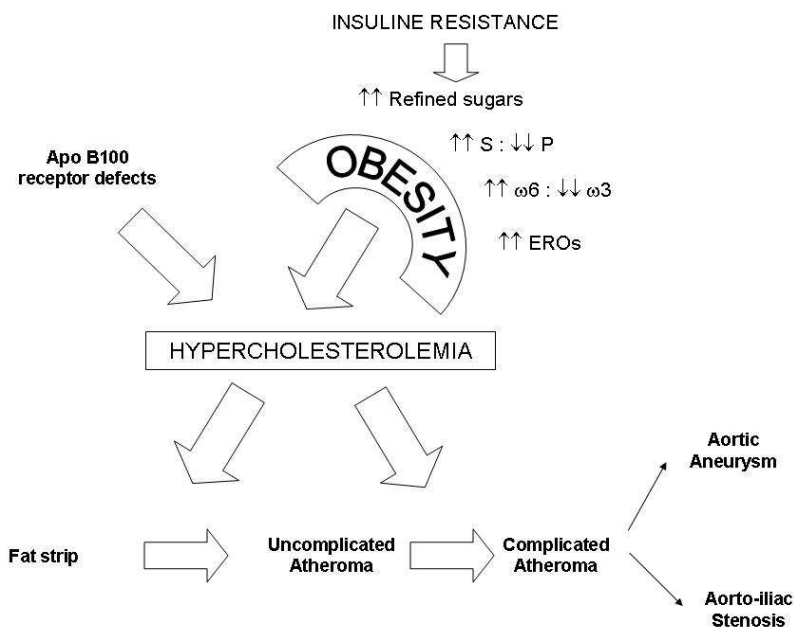 INSULINE RESISTANCE
↑↑ Refined sugars
↑↑ S : ↓↓ P
↑↑ ω6 : ↓↓ ω3
↑↑ EROs
OBESITY
Apo B100
receptor defects
HYPERCHOLESTEROLEMIA
Fat strip
Uncomplicated
Atheroma
Complicated
Atheroma
Aortic
Aneurysm
Aorto-iliac
Stenosis